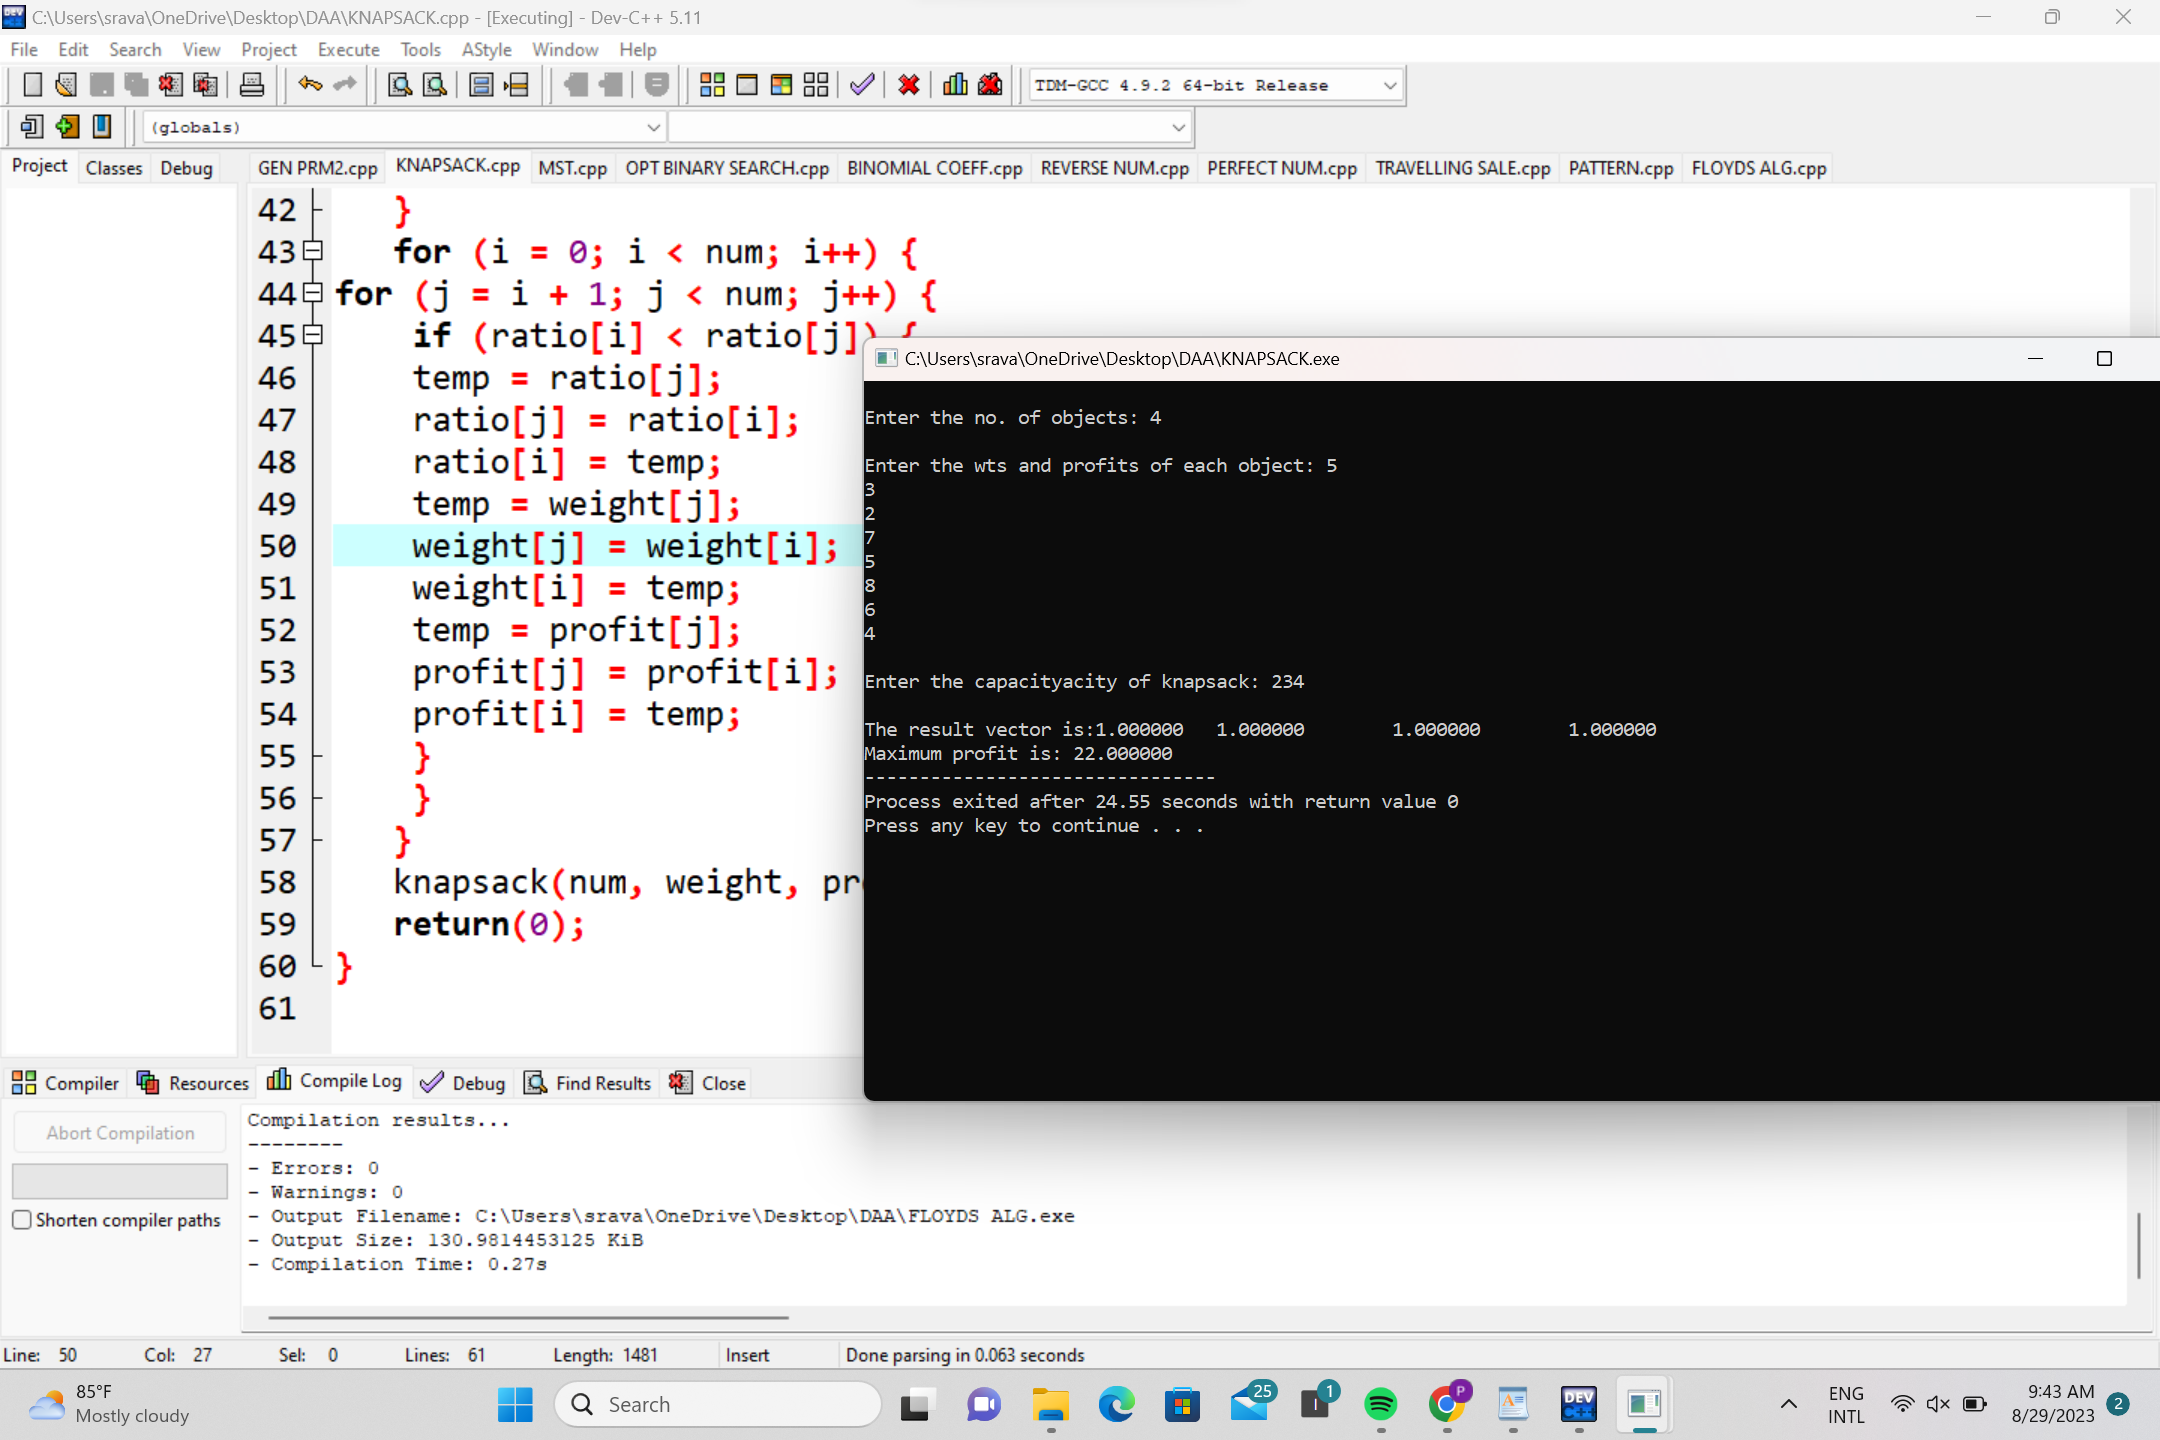 C:\Users\srava\OneDrive\Desktop\DAA\KNAPSACK.cpp - [Executing] - Dev-C++ 5.11
File Edit Search View Project Execute Tools AStyle Window Help
TDM-GCC 4.9.2 64-bit Release
(globals)
Project Classes Debug GEN PRM2.cpp KNAPSACK.cpp MST.cpp OPT BINARY SEARCH.cpp BINOMIAL COEFF.cpp REVERSE NUM.cpp PERFECT NUM.cpp TRAVELLING SALE.cpp PATTERN.cpp FLOYDS ALG.cpp
42 }
43 for (i = 0; i < num; i++) {
44 for (j = i + 1; j < num; j++) {
45 if (ratio[i] < ratio[j]) {
46 temp = ratio[j];
47 ratio[j] = ratio[i];
48 ratio[i] = temp;
49 temp = weight[j];
50 weight[j] = weight[i];
51 weight[i] = temp;
52 temp = profit[j];
53 profit[j] = profit[i];
54 profit[i] = temp;
55 }
56 }
57 }
58 knapsack(num, weight, pr
59 return(0);
60 }
61
C:\Users\srava\OneDrive\Desktop\DAA\KNAPSACK.exe
Enter the no. of objects: 4
Enter the wts and profits of each object: 5
3
2
7
5
8
6
4
Enter the capacityacity of knapsack: 234
The result vector is:1.000000 1.000000 1.000000 1.000000
Maximum profit is: 22.000000
--------------------------------
Process exited after 24.55 seconds with return value 0
Press any key to continue . . .
Compiler Resources Compile Log Debug Find Results Close
Abort Compilation
Shorten compiler paths
Compilation results...
--------
- Errors: 0
- Warnings: 0
- Output Filename: C:\Users\srava\OneDrive\Desktop\DAA\FLOYDS ALG.exe
- Output Size: 130.9814453125 KiB
- Compilation Time: 0.27s
Line: 50 Col: 27 Sel: 0 Lines: 61 Length: 1481 Insert Done parsing in 0.063 seconds
85°F
Mostly cloudy
Search
25
1
P
DEV
C++
ENG
INTL
9:43 AM
8/29/2023
2